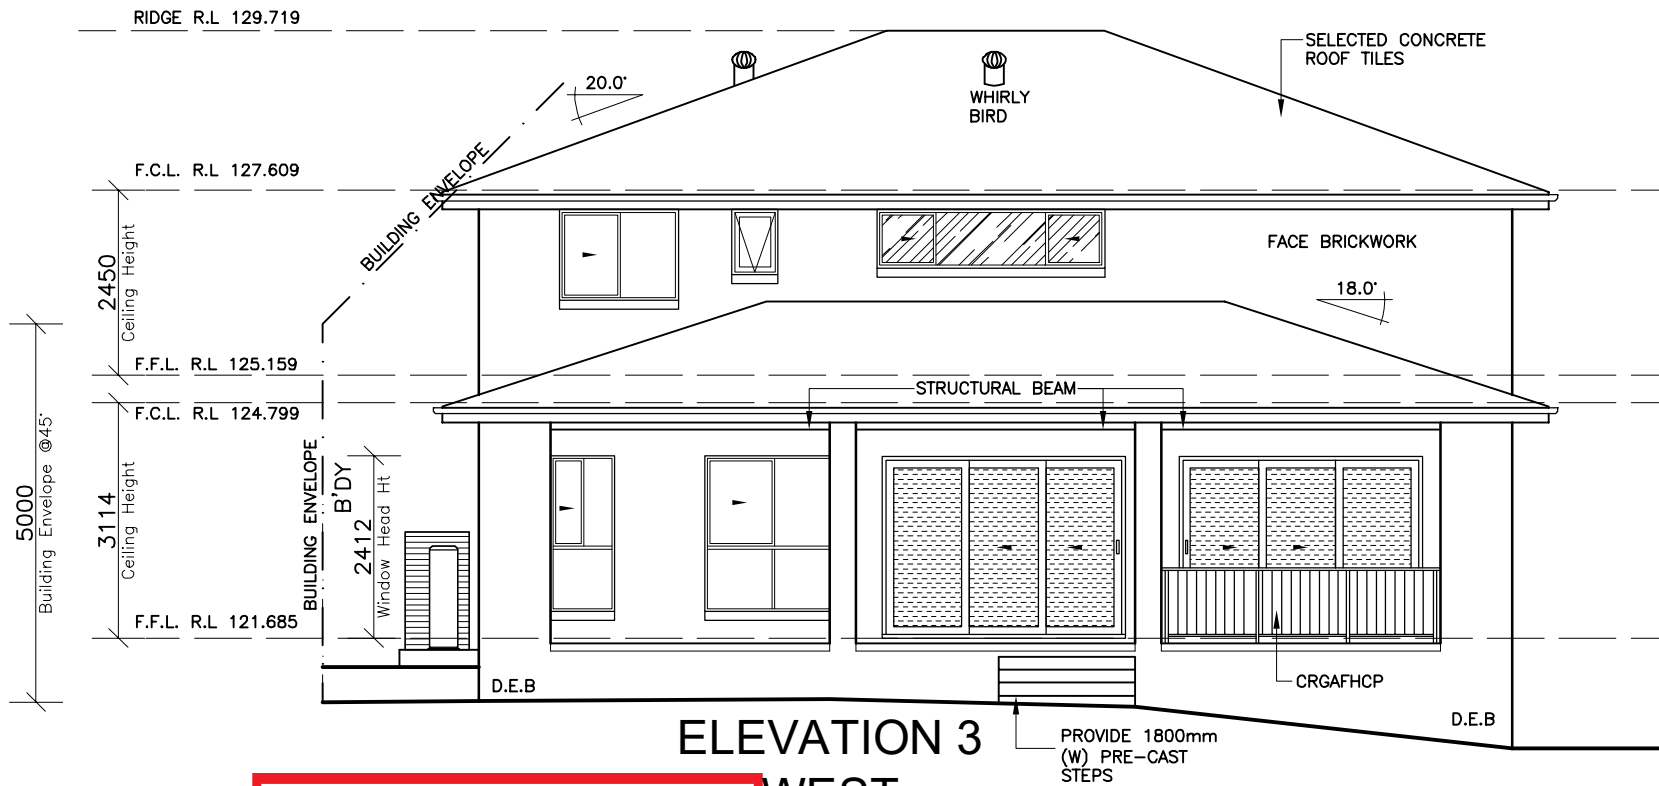 RIDGE R.L 129.719
SELECTED CONCRETE
ROOF TILES
20.0°
WHIRLY
BIRD
BUILDING ENVELOPE
F.C.L. R.L 127.609
FACE BRICKWORK
2450
Ceiling Height
18.0°
F.F.L. R.L 125.159
STRUCTURAL BEAM
F.C.L. R.L 124.799
5000
Building Envelope @45°
3114
Ceiling Height
BUILDING ENVELOPE
B'DY
2412
Window Head Ht
F.F.L. R.L 121.685
CRGAFHCP
D.E.B
D.E.B
ELEVATION 3
WEST
PROVIDE 1800mm
(W) PRE-CAST
STEPS